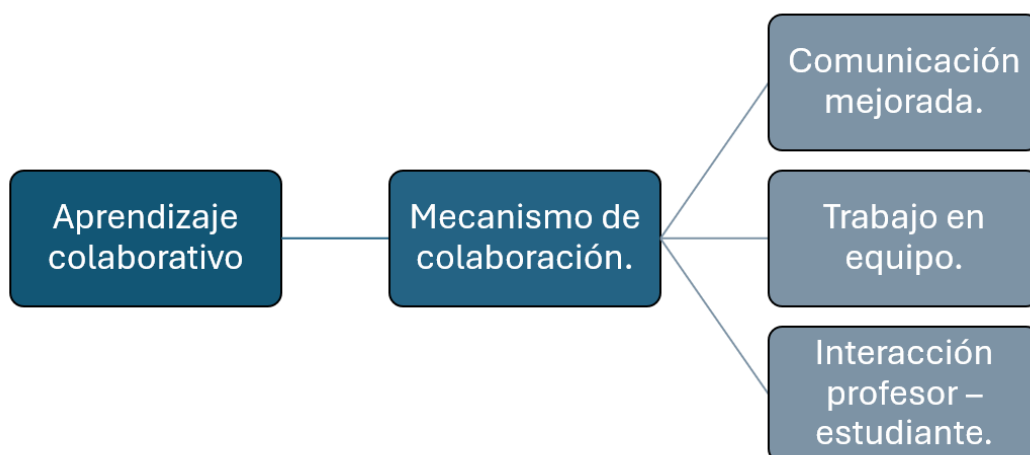 Aprendizaje
colaborativo
Mecanismo de
colaboración.
Comunicación
mejorada.
Trabajo en
equipo.
Interacción
profesor –
estudiante.